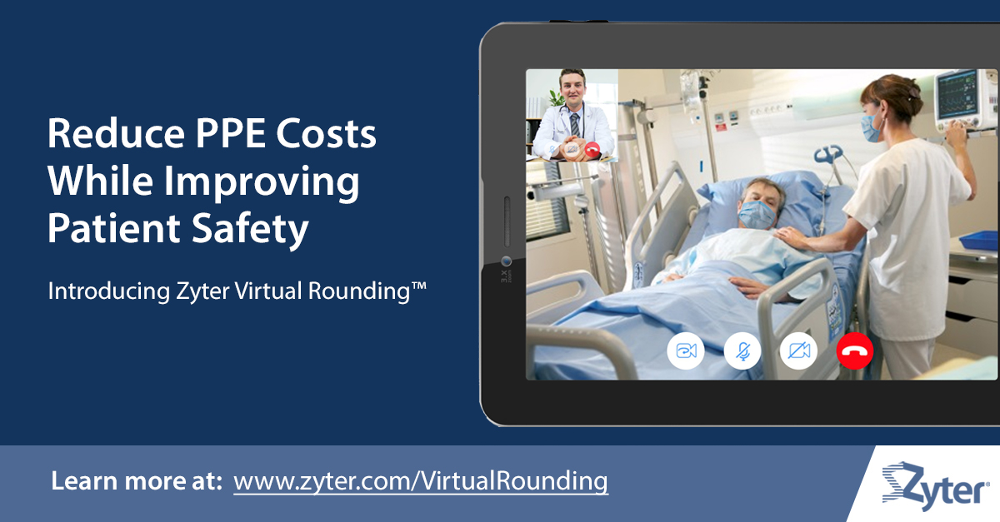 Reduce PPE Costs
While Improving
Patient Safety
Introducing Zyter Virtual Rounding™
Learn more at: www.zyter.com/VirtualRounding
Zyter®